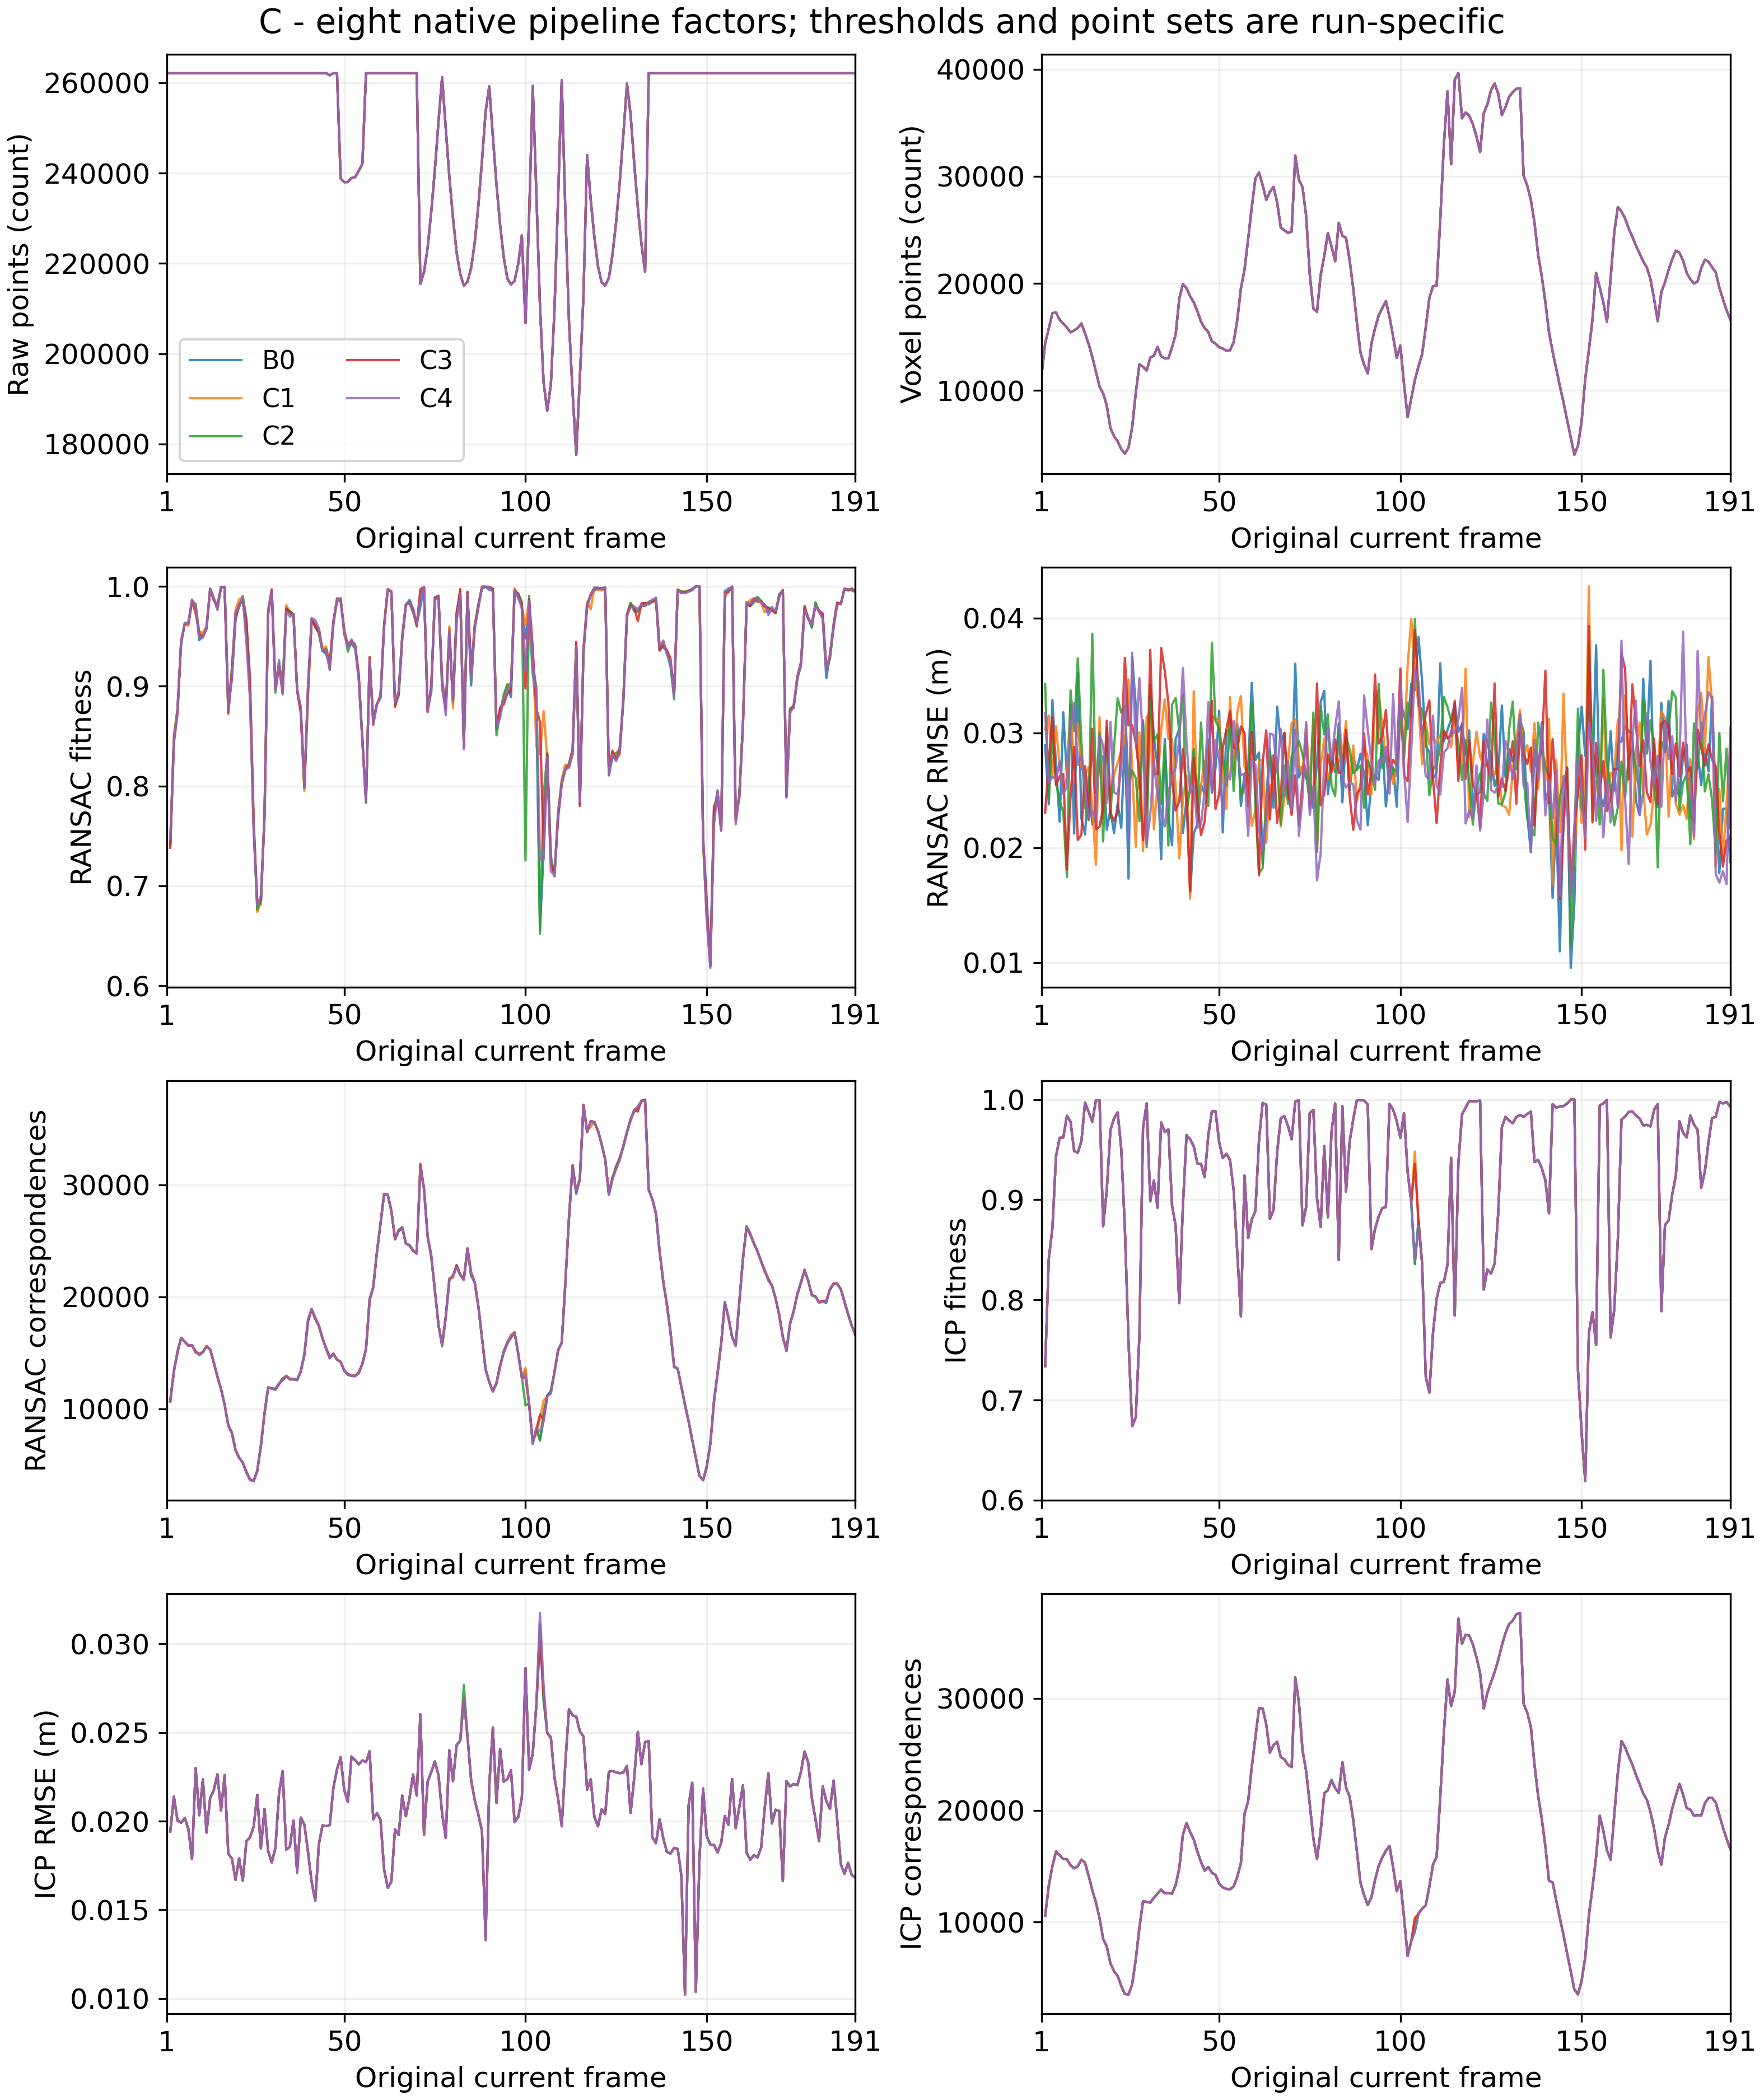 C - eight native pipeline factors; thresholds and point sets are run-specific
Raw points (count)
260000
240000
220000
200000
180000
B0
C1
C2
C3
C4
1 50 100 150 191
Original current frame
Voxel points (count)
40000
30000
20000
10000
1 50 100 150 191
Original current frame
RANSAC fitness
1.0
0.9
0.8
0.7
0.6
1 50 100 150 191
Original current frame
RANSAC RMSE (m)
0.04
0.03
0.02
0.01
1 50 100 150 191
Original current frame
RANSAC correspondences
30000
20000
10000
1 50 100 150 191
Original current frame
ICP fitness
1.0
0.9
0.8
0.7
0.6
1 50 100 150 191
Original current frame
ICP RMSE (m)
0.030
0.025
0.020
0.015
0.010
1 50 100 150 191
Original current frame
ICP correspondences
30000
20000
10000
1 50 100 150 191
Original current frame